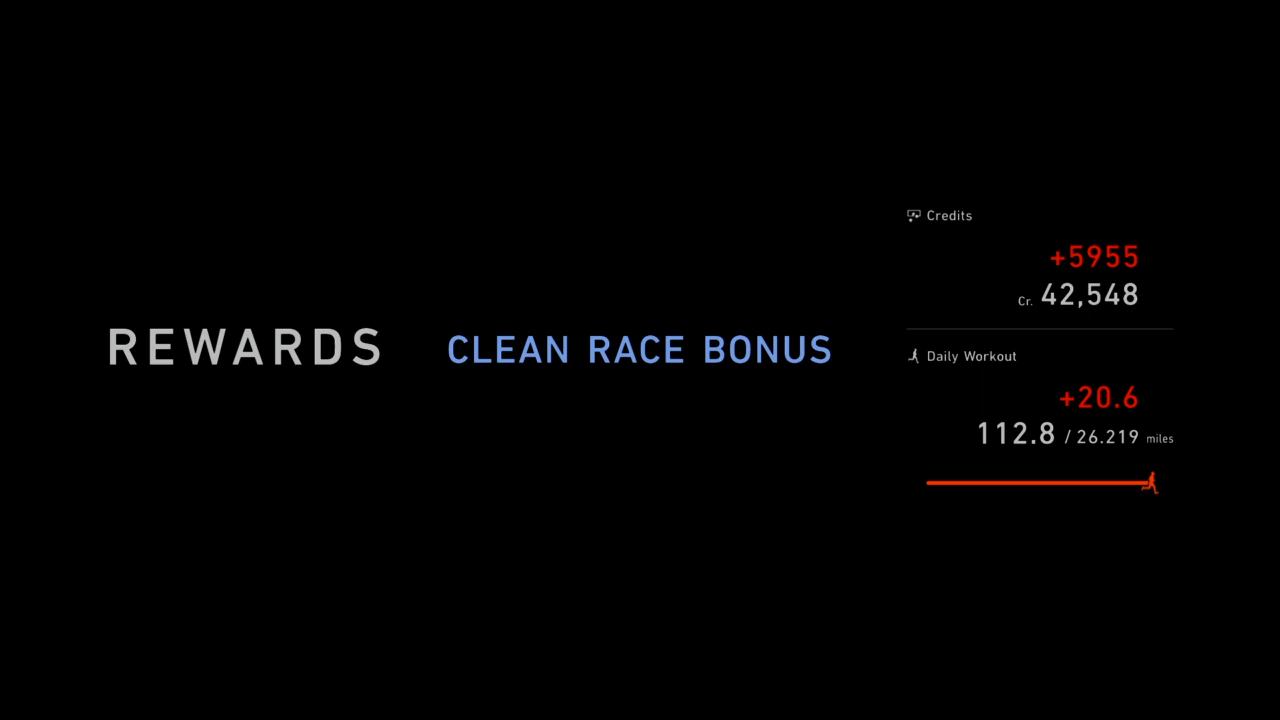 REWARDS
CLEAN RACE BONUS
Credits
+5955
Cr. 42,548
Daily Workout
+20.6
112.8 / 26.219 miles